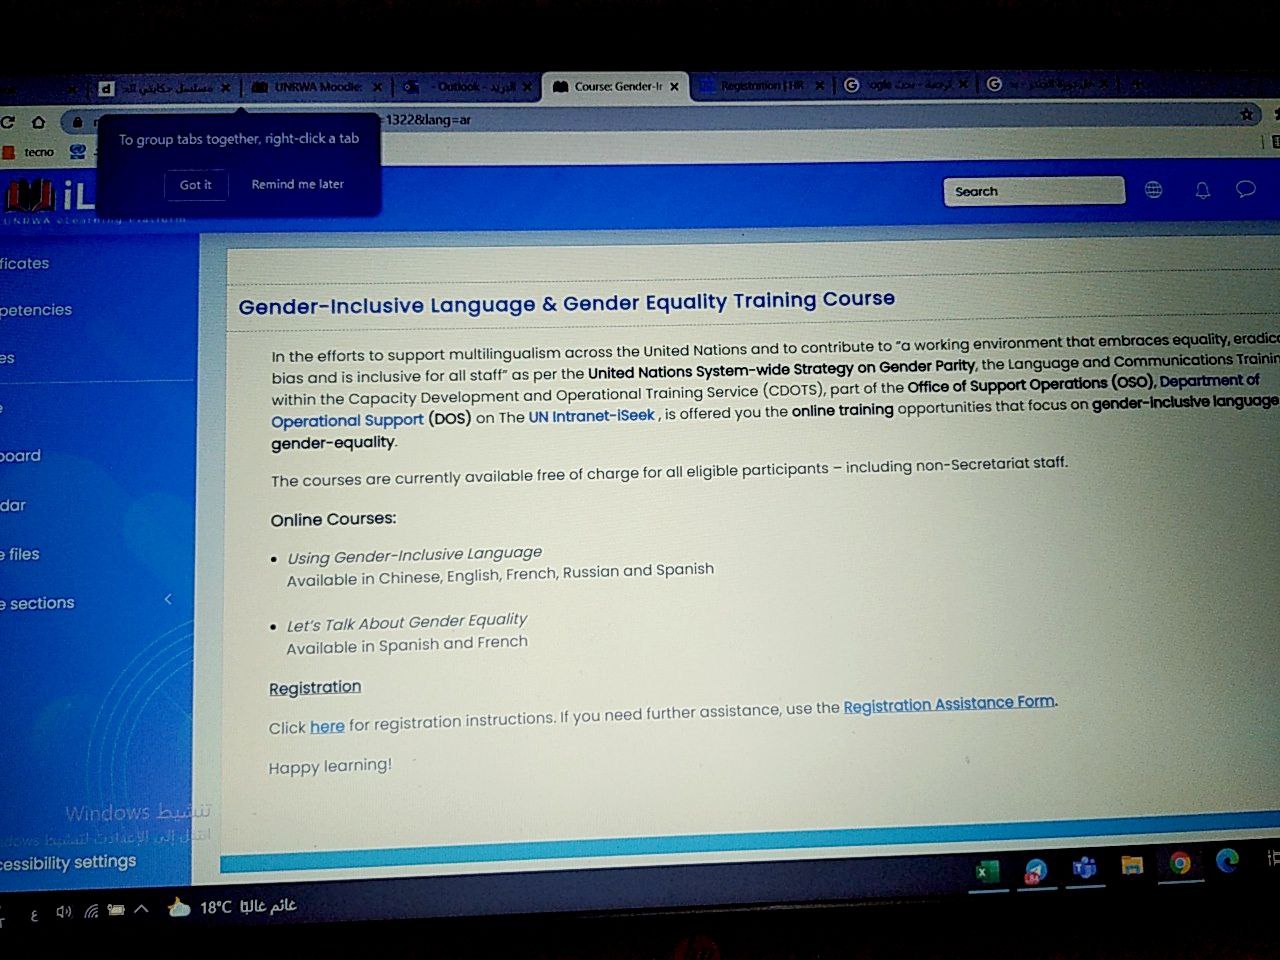 UNRWA Moodle:
- Outlook - البريد
Course: Gender-Ir
Registration | HR
1322&lang=ar
To group tabs together, right-click a tab
tecno
Got it
Remind me later
iL
Search
UNRWA eLearning Platform
ficates
petencies
es
e
board
dar
e files
e sections
cessibility settings
Gender-Inclusive Language & Gender Equality Training Course
In the efforts to support multilingualism across the United Nations and to contribute to “a working environment that embraces equality, eradic
bias and is inclusive for all staff” as per the United Nations System-wide Strategy on Gender Parity, the Language and Communications Trainin
within the Capacity Development and Operational Training Service (CDOTS), part of the Office of Support Operations (OSO), Department of
Operational Support (DOS) on The UN Intranet-iSeek , is offered you the online training opportunities that focus on gender-inclusive language
gender-equality.
The courses are currently available free of charge for all eligible participants – including non-Secretariat staff.
Online Courses:
• Using Gender-Inclusive Language
Available in Chinese, English, French, Russian and Spanish
• Let's Talk About Gender Equality
Available in Spanish and French
Registration
Click here for registration instructions. If you need further assistance, use the Registration Assistance Form.
Happy learning!
تنشيط Windows
انتقل إلى الإعدادات لتنشيط
ع
18°C غائم غالبًا